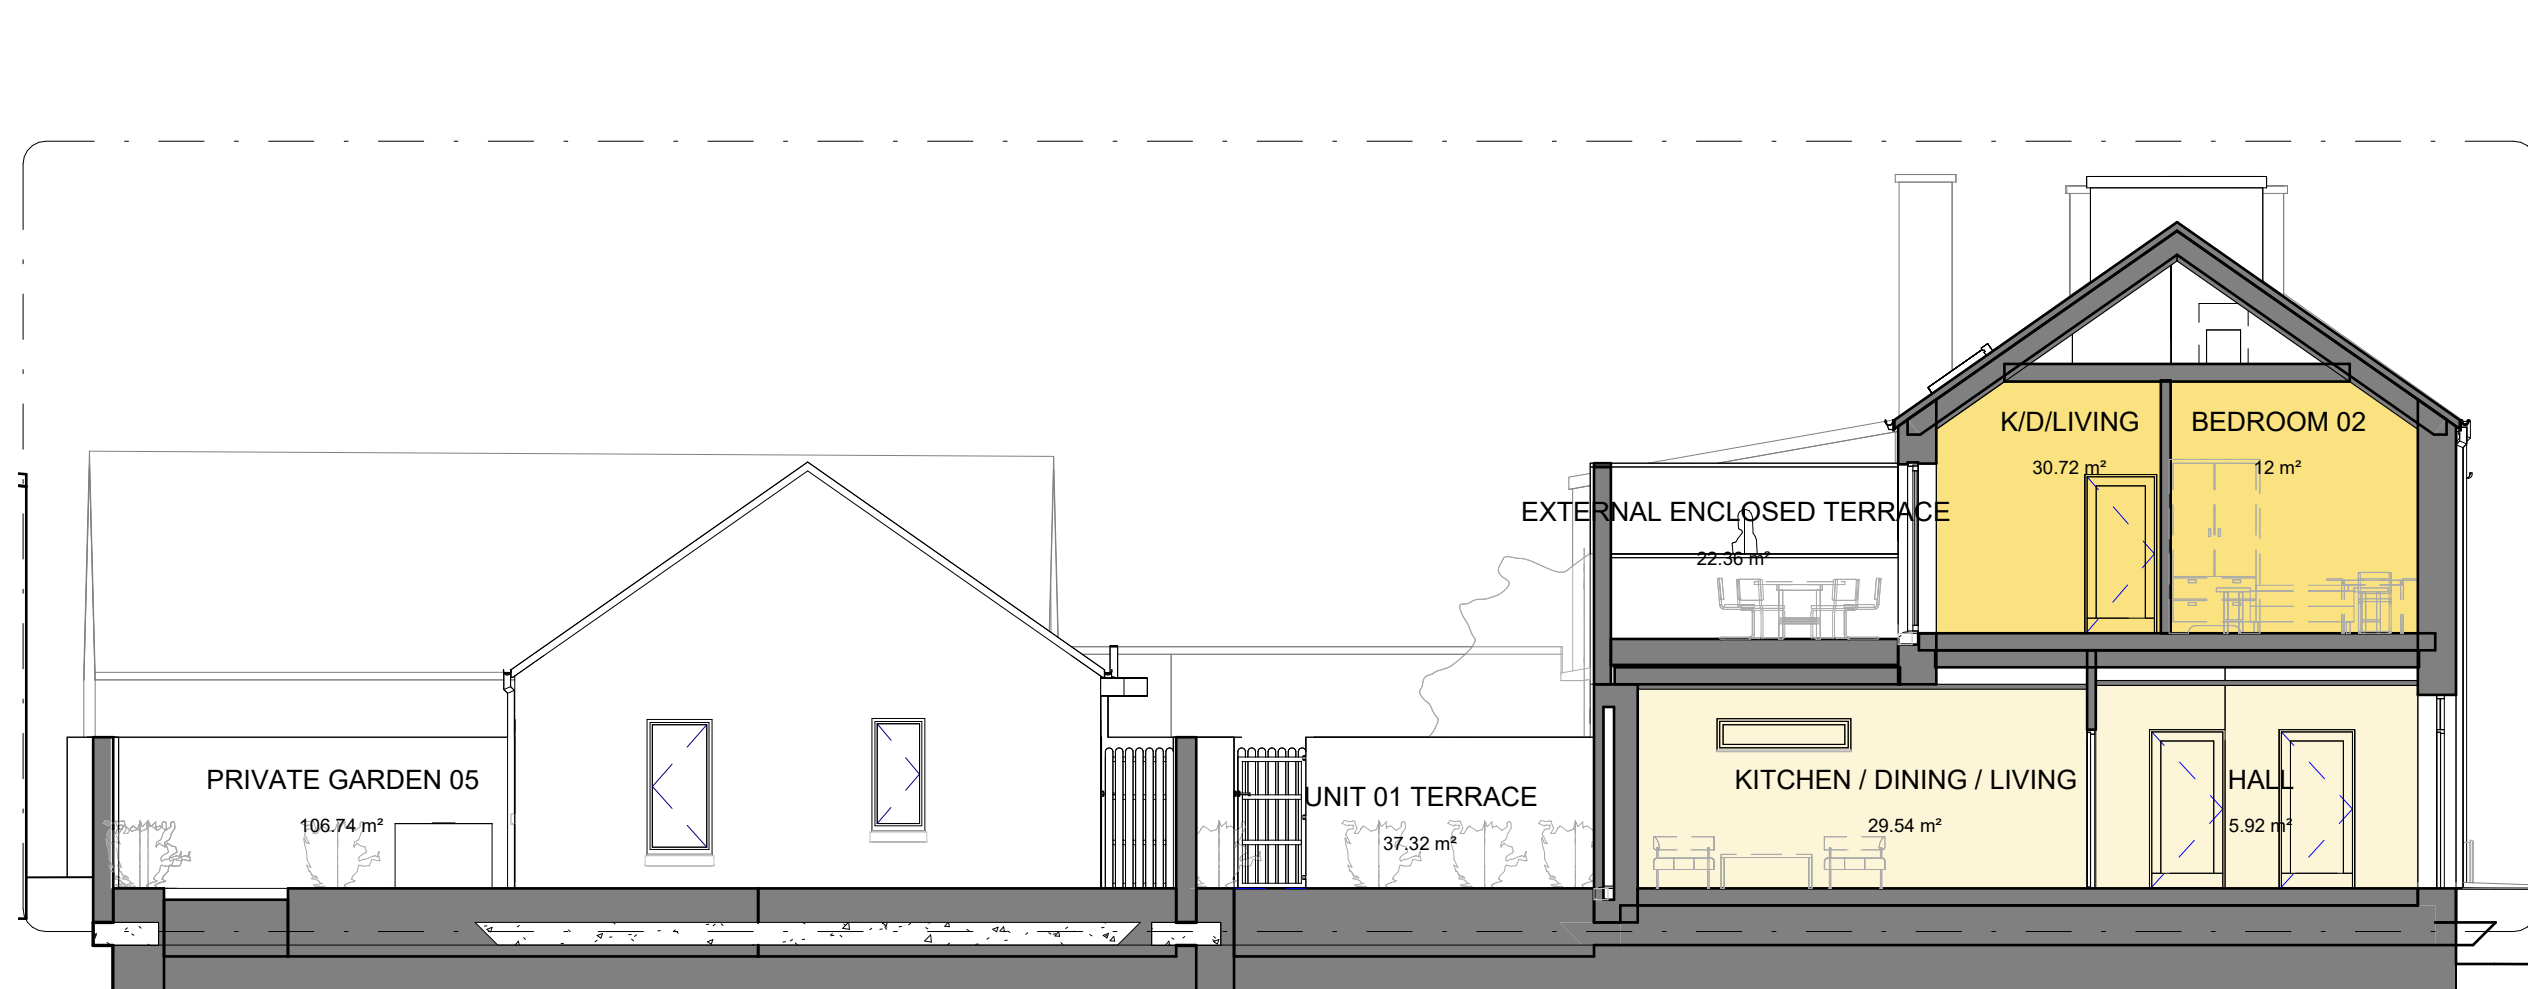 K/D/LIVING
30.72 m²
BEDROOM 02
12 m²
EXTERNAL ENCLOSED TERRACE
22.36 m²
PRIVATE GARDEN 05
106.74 m²
UNIT 01 TERRACE
37.32 m²
KITCHEN / DINING / LIVING
29.54 m²
HALL
5.92 m²